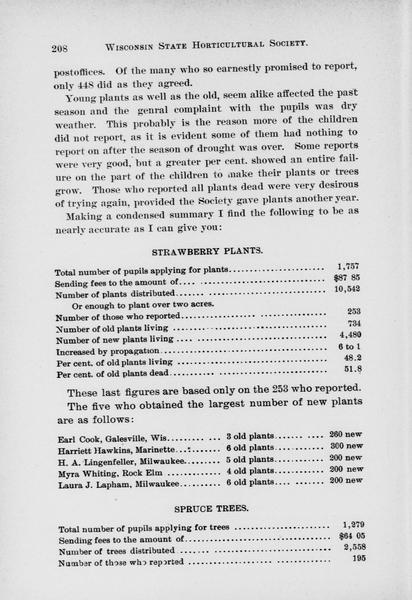 208 WISCONSIN STATE HORTICULTURAL SOCIETY.
postoffices. Of the many who so earnestly promised to report,
only 448 did as they agreed.
Young plants as well as the old, seem alike affected the past
season and the genral complaint with the pupils was dry
weather. This probably is the reason more of the children
did not report, as it is evident some of them had nothing to
report on after the season of drought was over. Some reports
were very good, but a greater per cent. showed an entire fail-
ure on the part of the children to make their plants or trees
grow. Those who reported all plants dead were very desirous
of trying again, provided the Society gave plants another year.
Making a condensed summary I find the following to be as
nearly accurate as I can give you:
STRAWBERRY PLANTS.
Total number of pupils applying for plants........................ 1,757
Sending fees to the amount of.... $87 85
Number of plants distributed....... 10,542
Or enough to plant over two acres.
Number of those who reported........ 253
Number of old plants living ........ 734
Number of new plants living .... 4,480
Increased by propagation........ 6 to 1
Per cent. of old plants living ........ 48.2
Per cent. of old plants dead........ 51.8
These last figures are based only on the 253 who reported.
The five who obtained the largest number of new plants
are as follows:
Earl Cook, Galesville, Wis......... 3 old plants........ 260 new
Harriett Hawkins, Marinette........ 6 old plants........ 300 new
H. A. Lingenfeller, Milwaukee........ 5 old plants........ 200 new
Myra Whiting, Rock Elm ........ 4 old plants........ 200 new
Laura J. Lapham, Milwaukee........ 6 old plants........ 200 new
SPRUCE TREES.
Total number of pupils applying for trees ........ 1,279
Sending fees to the amount of........ $64 05
Number of trees distributed ........ 2,558
Number of those who reported ........ 195